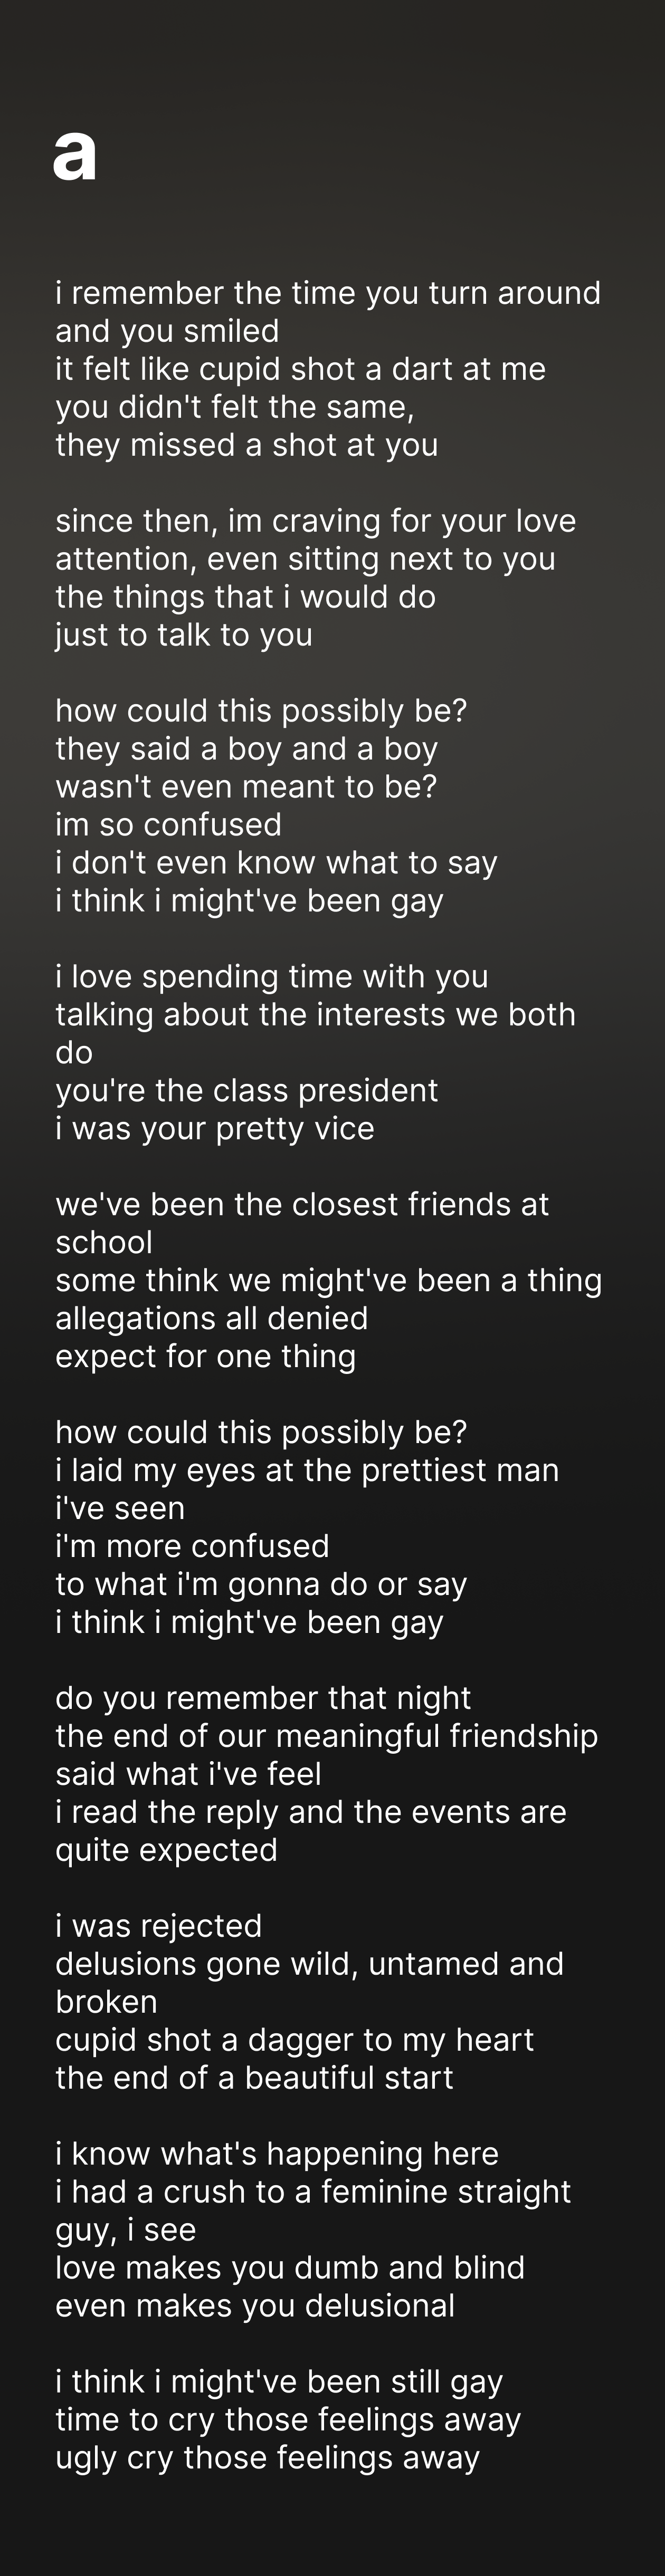 a
i remember the time you turn around
and you smiled
it felt like cupid shot a dart at me
you didn't felt the same,
they missed a shot at you
since then, im craving for your love
attention, even sitting next to you
the things that i would do
just to talk to you
how could this possibly be?
they said a boy and a boy
wasn't even meant to be?
im so confused
i don't even know what to say
i think i might've been gay
i love spending time with you
talking about the interests we both
do
you're the class president
i was your pretty vice
we've been the closest friends at
school
some think we might've been a thing
allegations all denied
expect for one thing
how could this possibly be?
i laid my eyes at the prettiest man
i've seen
i'm more confused
to what i'm gonna do or say
i think i might've been gay
do you remember that night
the end of our meaningful friendship
said what i've feel
i read the reply and the events are
quite expected
i was rejected
delusions gone wild, untamed and
broken
cupid shot a dagger to my heart
the end of a beautiful start
i know what's happening here
i had a crush to a feminine straight
guy, i see
love makes you dumb and blind
even makes you delusional
i think i might've been still gay
time to cry those feelings away
ugly cry those feelings away